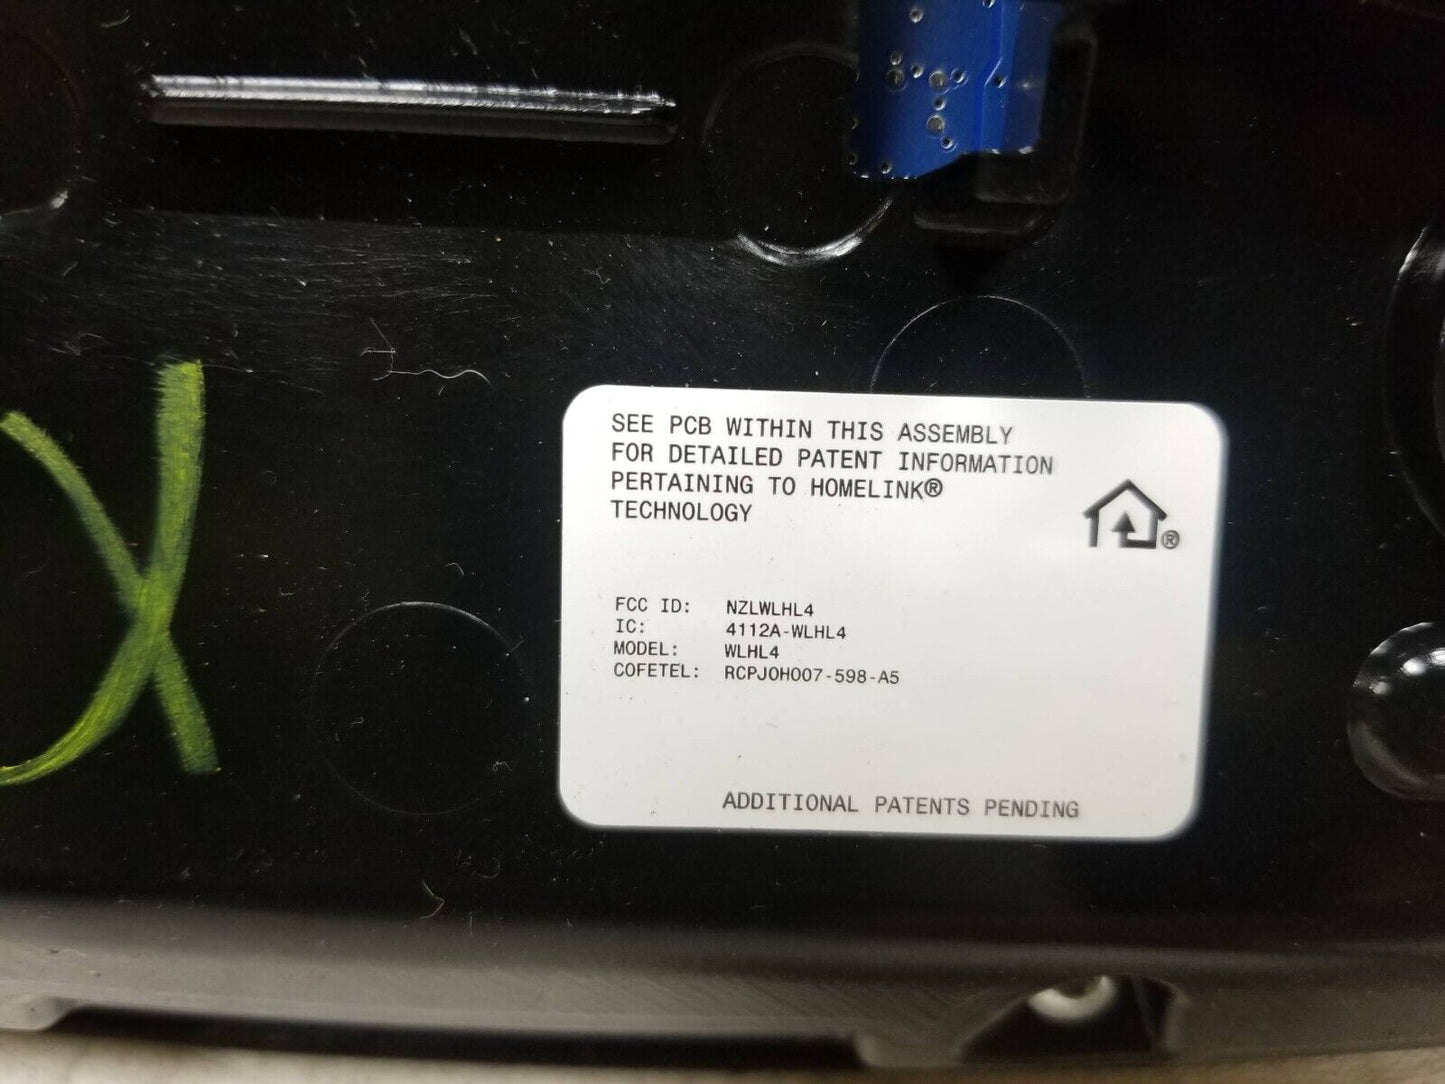 SEE PCB WITHIN THIS ASSEMBLY
FOR DETAILED PATENT INFORMATION
PERTAINING TO HOMELINK®
TECHNOLOGY
®
FCC ID: NZLWLHL4
IC: 4112A-WLHL4
MODEL: WLHL4
COFETEL: RCPJOHO07-598-A5
ADDITIONAL PATENTS PENDING